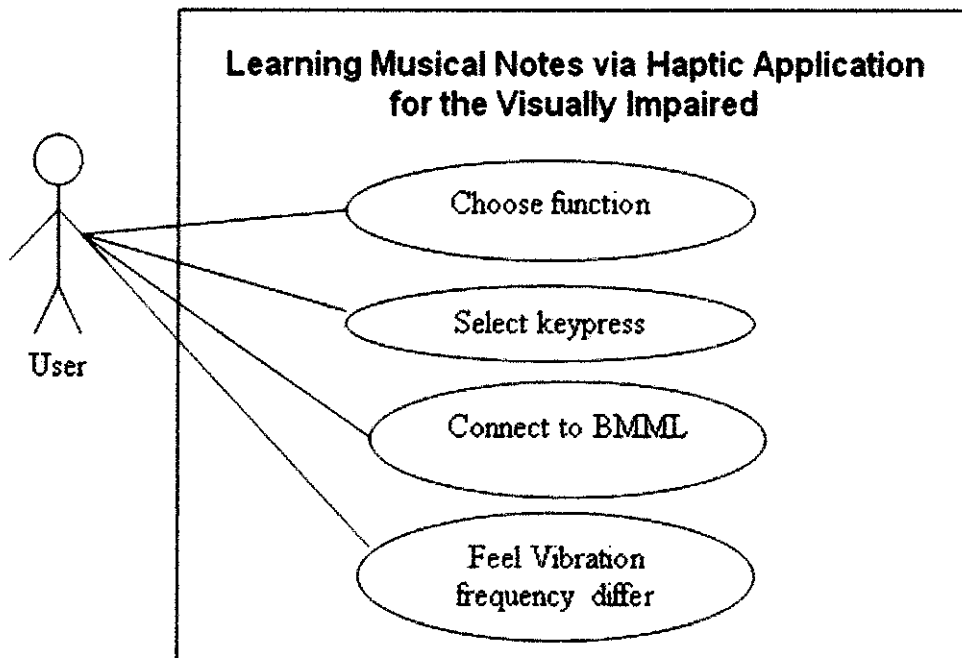 Learning Musical Notes via Haptic Application
for the Visually Impaired
Choose function
Select keypress
User
Connect to BMML
Feel Vibration
frequency differ